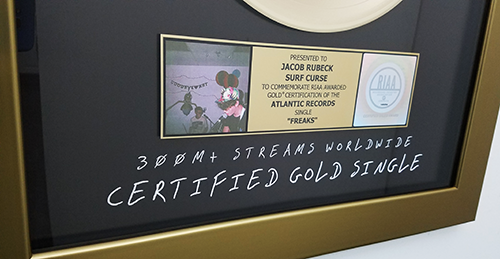 PRESENTED TO
JACOB RUBECK
SURF CURSE
TO COMMEMORATE RIAA AWARDED
GOLD® CERTIFICATION OF THE
ATLANTIC RECORDS
SINGLE
"FREAKS"
RIAA
300M+ STREAMS WORLDWIDE
CERTIFIED GOLD SINGLE